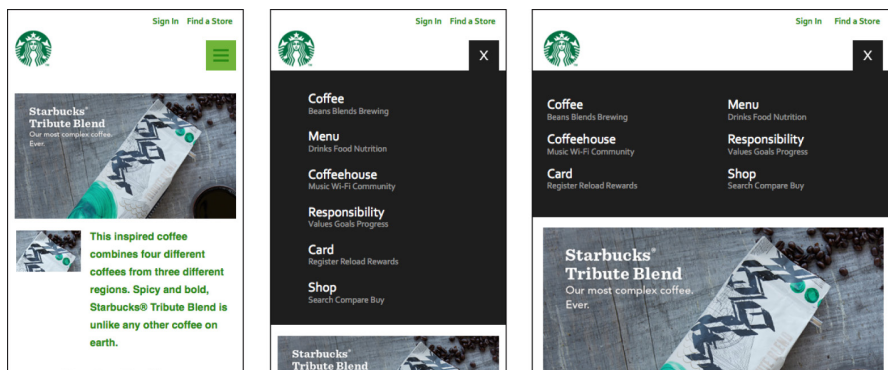 Sign In Find a Store
Starbucks®
Tribute Blend
Our most complex coffee.
Ever.
This inspired coffee
combines four different
coffees from three different
regions. Spicy and bold,
Starbucks® Tribute Blend is
unlike any other coffee on
earth.
Sign In Find a Store
X
Coffee
Beans Blends Brewing
Menu
Drinks Food Nutrition
Coffeehouse
Music Wi-Fi Community
Responsibility
Values Goals Progress
Card
Register Reload Rewards
Shop
Search Compare Buy
Starbucks®
Tribute Blend
Sign In Find a Store
X
Coffee
Beans Blends Brewing
Coffeehouse
Music Wi-Fi Community
Card
Register Reload Rewards
Menu
Drinks Food Nutrition
Responsibility
Values Goals Progress
Shop
Search Compare Buy
Starbucks®
Tribute Blend
Our most complex coffee.
Ever.